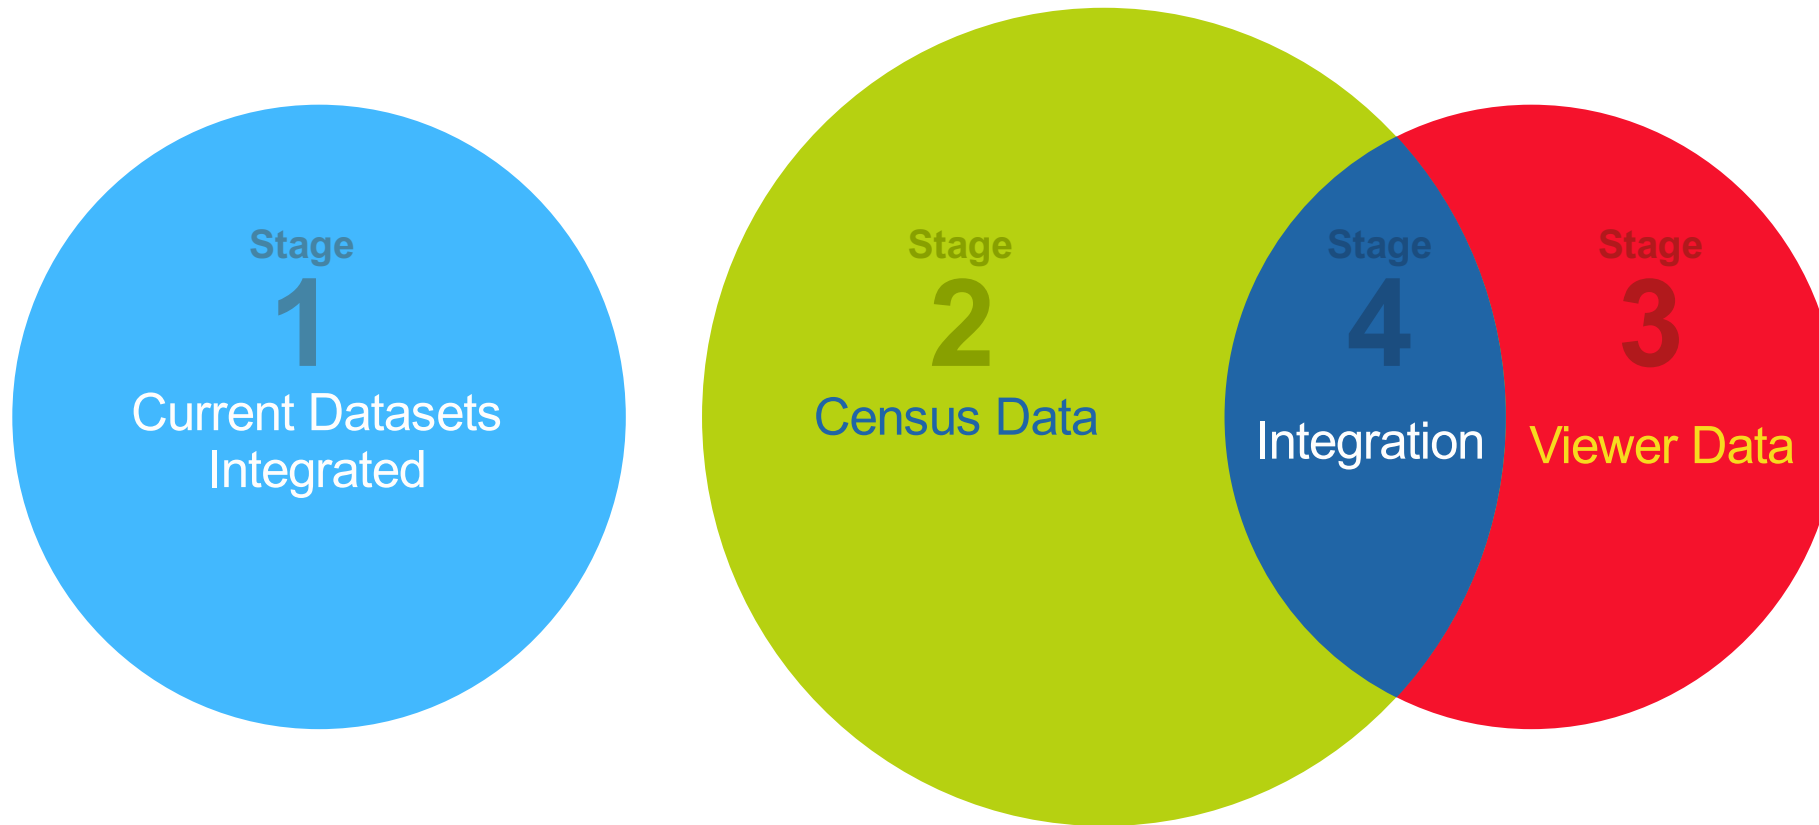 Stage
1
Current Datasets
Integrated
Stage
2
Census Data
Stage
4
Integration
Stage
3
Viewer Data